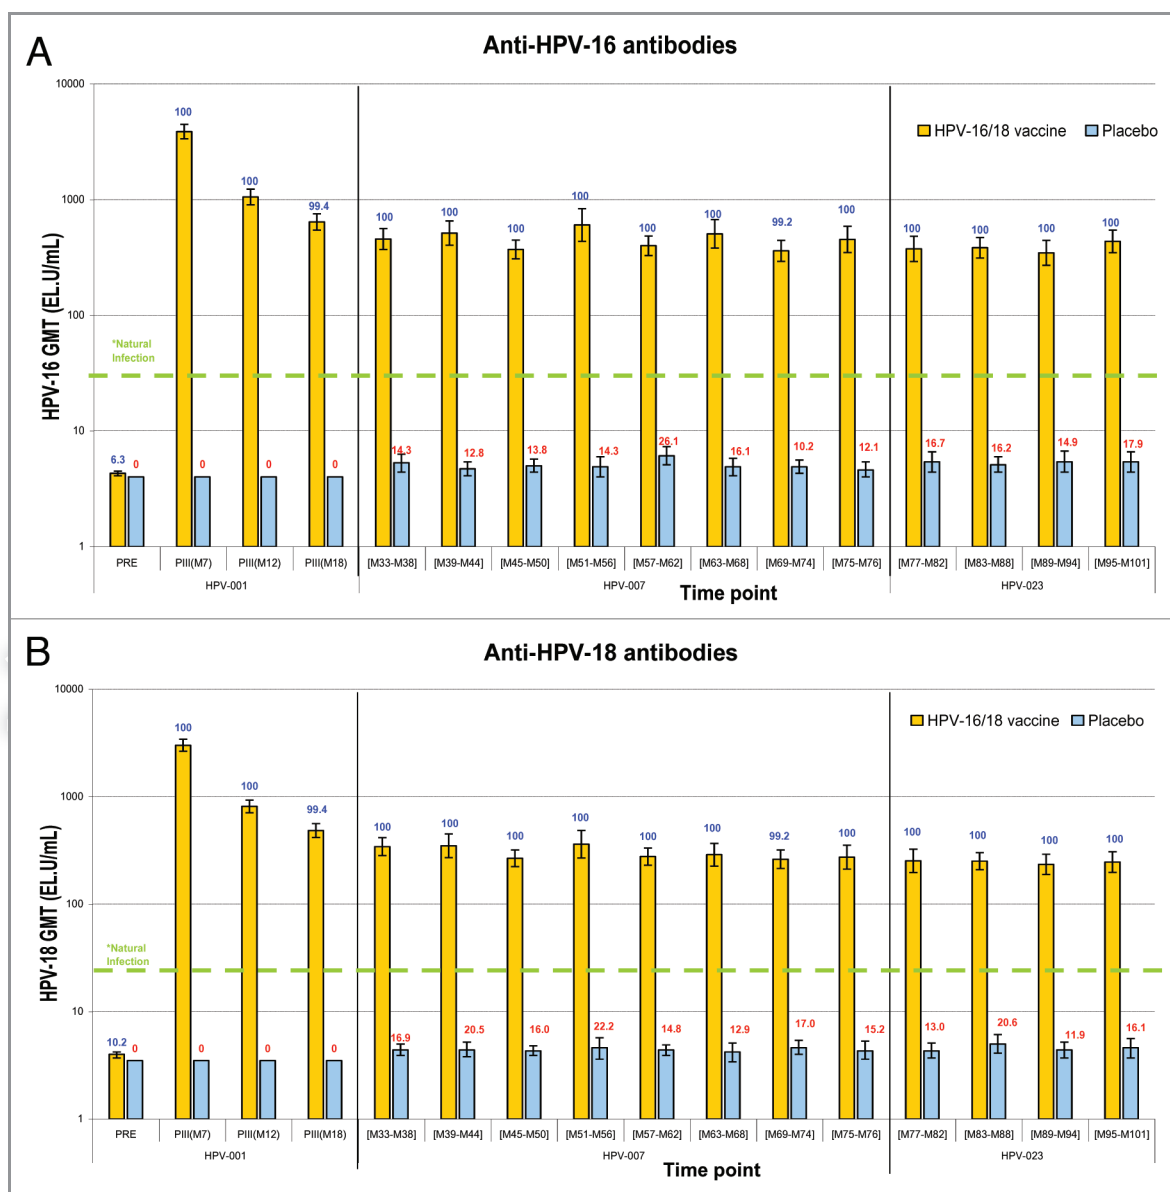 A
Anti-HPV-16 antibodies
HPV-16/18 vaccine Placebo
HPV-16 GMT (EL.U/mL)
10000
1000
100
10
1
*Natural
Infection
100 100 99.4 100 100 100 100 100 100 99.2 100 100 100 100 100
6.3 0 0 0 0 14.3 12.8 13.8 14.3 26.1 16.1 10.2 12.1 16.7 16.2 14.9 17.9
PRE PIII(M7) PIII(M12) PIII(M18) [M33-M38] [M39-M44] [M45-M50] [M51-M56] [M57-M62] [M63-M68] [M69-M74] [M75-M76] [M77-M82] [M83-M88] [M89-M94] [M95-M101]
HPV-001 HPV-007 HPV-023
Time point
B
Anti-HPV-18 antibodies
HPV-16/18 vaccine Placebo
HPV-18 GMT (EL.U/mL)
10000
1000
100
10
1
*Natural
Infection
100 100 99.4 100 100 100 100 100 100 99.2 100 100 100 100 100
10.2 0 0 0 0 16.9 20.5 16.0 22.2 14.8 12.9 17.0 15.2 13.0 20.6 11.9 16.1
PRE PIII(M7) PIII(M12) PIII(M18) [M33-M38] [M39-M44] [M45-M50] [M51-M56] [M57-M62] [M63-M68] [M69-M74] [M75-M76] [M77-M82] [M83-M88] [M89-M94] [M95-M101]
HPV-001 HPV-007 HPV-023
Time point